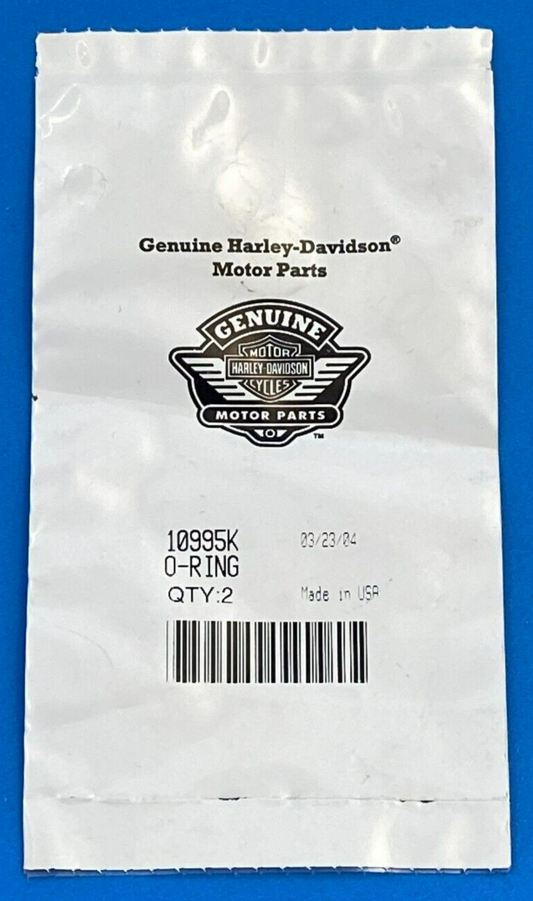 Genuine Harley-Davidson®
Motor Parts
GENUINE
MOTOR
HARLEY-DAVIDSON
CYCLES
MOTOR PARTS
™
10995K
03/23/04
O-RING
QTY:2
Made in USA